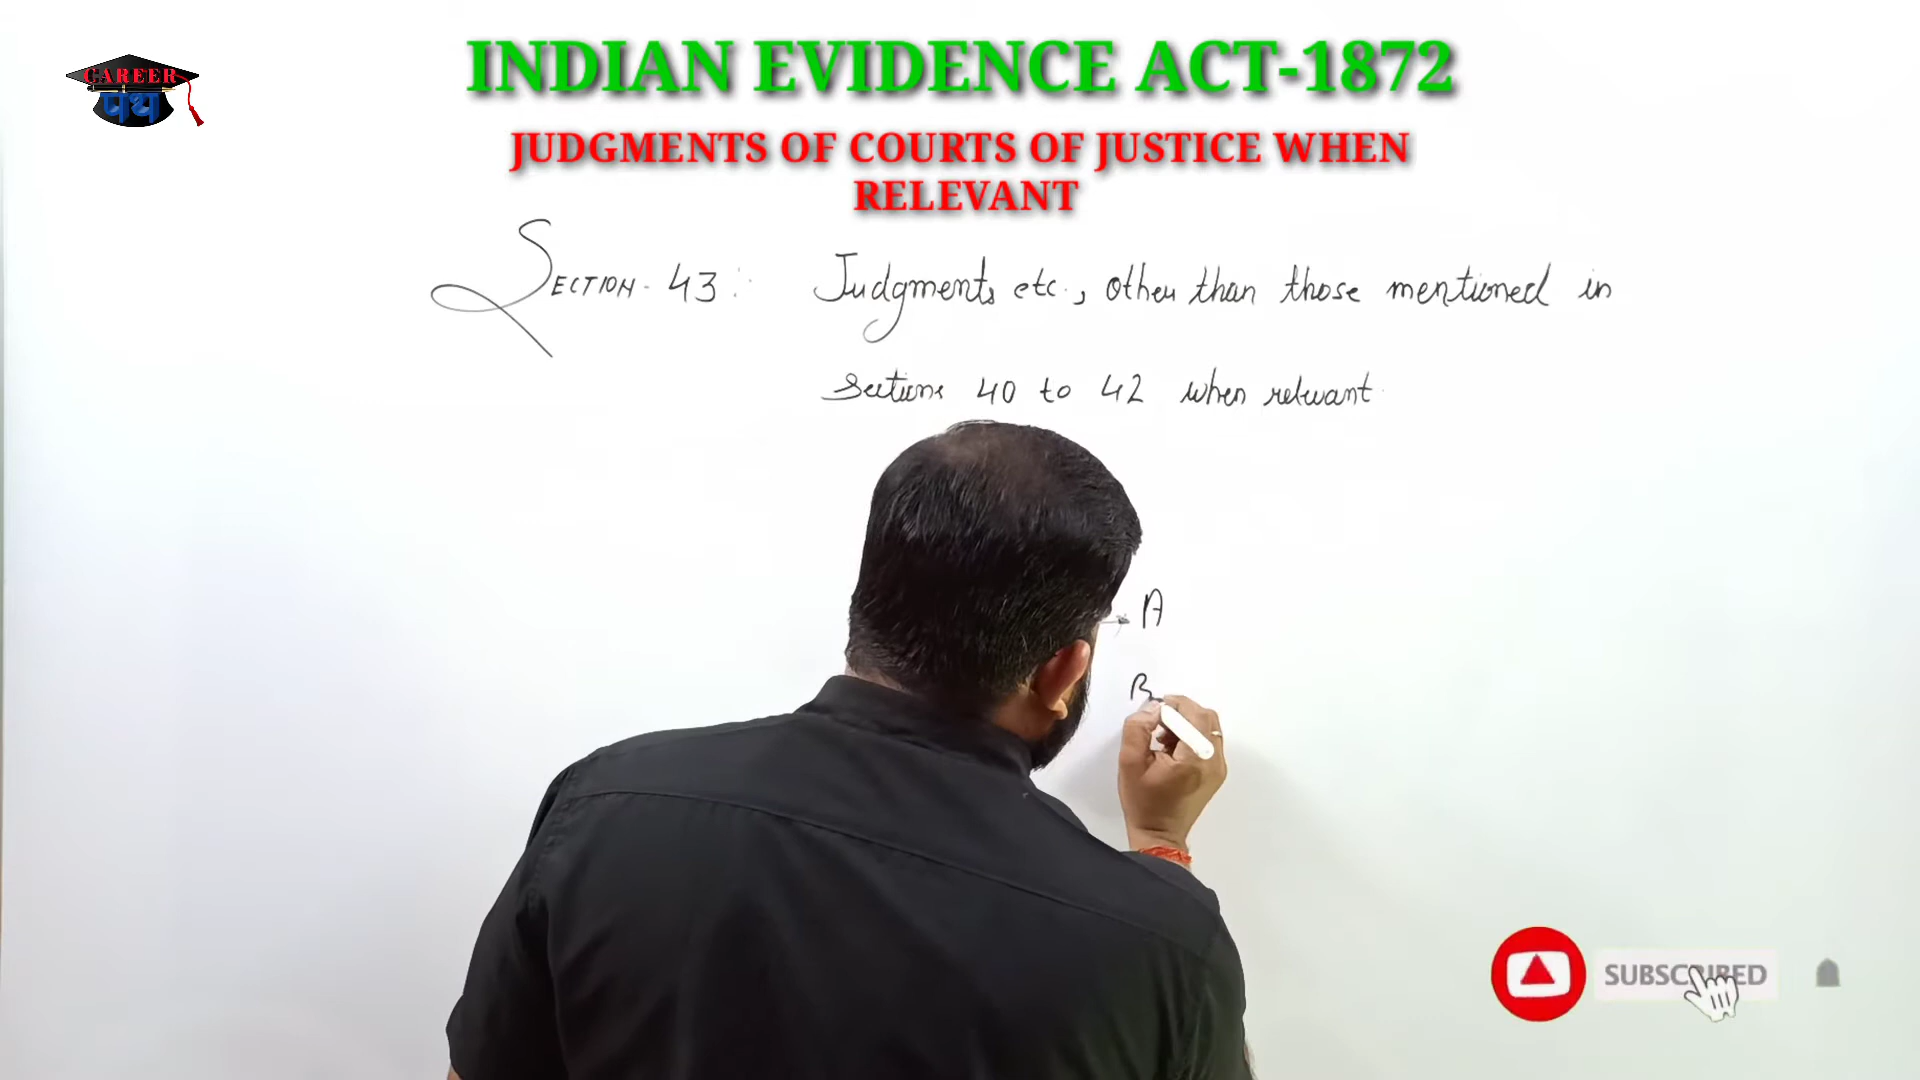 CAREER
पथ
INDIAN EVIDENCE ACT-1872
JUDGMENTS OF COURTS OF JUSTICE WHEN
RELEVANT
SECTION - 43 : Judgments etc., other than those mentioned in
Sections 40 to 42 when relevant
A
B
SUBSCRIBED